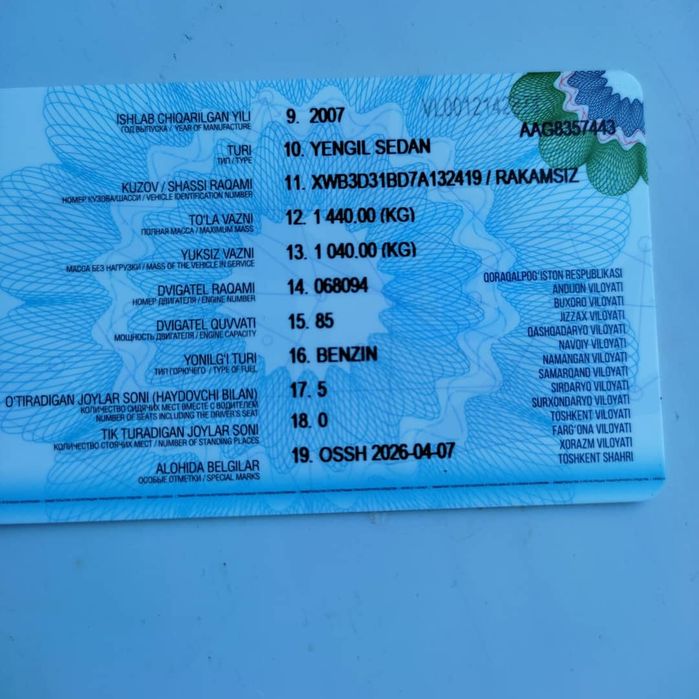 VL0012142
AAG8357443
ISHLAB CHIQARILGAN YILI 9. 2007
ГОД ВЫПУСКА / YEAR OF MANUFACTURE
TURI 10. YENGIL SEDAN
ТИП / TYPE
KUZOV / SHASSI RAQAMI 11. XWB3D31BD7A132419 / RAKAMSIZ
НОМЕР КУЗОВА/ШАССИ / VEHICLE IDENTIFICATION NUMBER
TO'LA VAZNI 12. 1 440.00 (KG)
ПОЛНАЯ МАССА / MAXIMUM MASS
YUKSIZ VAZNI 13. 1 040.00 (KG)
МАССА БЕЗ НАГРУЗКИ / MASS OF THE VEHICLE IN SERVICE
DVIGATEL RAQAMI 14. 068094
НОМЕР ДВИГАТЕЛЯ / ENGINE NUMBER
DVIGATEL QUVVATI 15. 85
МОЩНОСТЬ ДВИГАТЕЛЯ / ENGINE CAPACITY
YONILG'I TURI 16. BENZIN
ТИП ГОРЮЧЕГО / TYPE OF FUEL
O'TIRADIGAN JOYLAR SONI (HAYDOVCHI BILAN) 17. 5
КОЛИЧЕСТВО СИДЯЧИХ МЕСТ ВМЕСТЕ С ВОДИТЕЛЕМ
NUMBER OF SEATS INCLUDING THE DRIVER'S SEAT
TIK TURADIGAN JOYLAR SONI 18. 0
КОЛИЧЕСТВО СТОЯЧИХ МЕСТ / NUMBER OF STANDING PLACES
ALOHIDA BELGILAR 19. OSSH 2026-04-07
ОСОБЫЕ ОТМЕТКИ / SPECIAL MARKS
QORAQALPOG'ISTON RESPUBLIKASI
ANDIJON VILOYATI
BUXORO VILOYATI
JIZZAX VILOYATI
QASHQADARYO VILOYATI
NAVOIY VILOYATI
NAMANGAN VILOYATI
SAMARQAND VILOYATI
SIRDARYO VILOYATI
SURXONDARYO VILOYATI
TOSHKENT VILOYATI
FARG'ONA VILOYATI
XORAZM VILOYATI
TOSHKENT SHAHRI